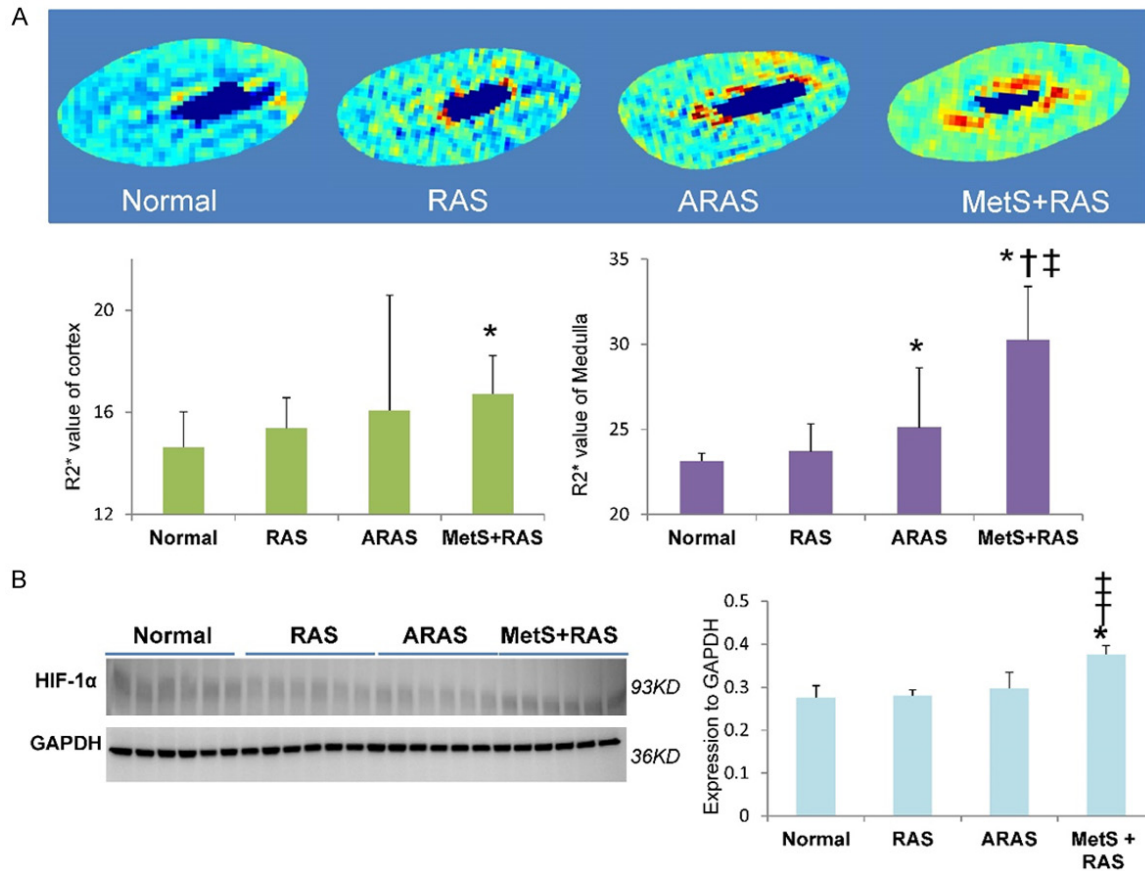 A
Normal RAS ARAS MetS+RAS
R2* value of cortex
20
16
12
*
Normal RAS ARAS MetS+RAS
R2* value of Medulla
35
30
25
20
*
*†‡
Normal RAS ARAS MetS+RAS
B
Normal RAS ARAS MetS+RAS
HIF-1α 93KD
GAPDH 36KD
Expression to GAPDH
0.5
0.4
0.3
0.2
0.1
0
‡
†
*
Normal RAS ARAS MetS +
RAS